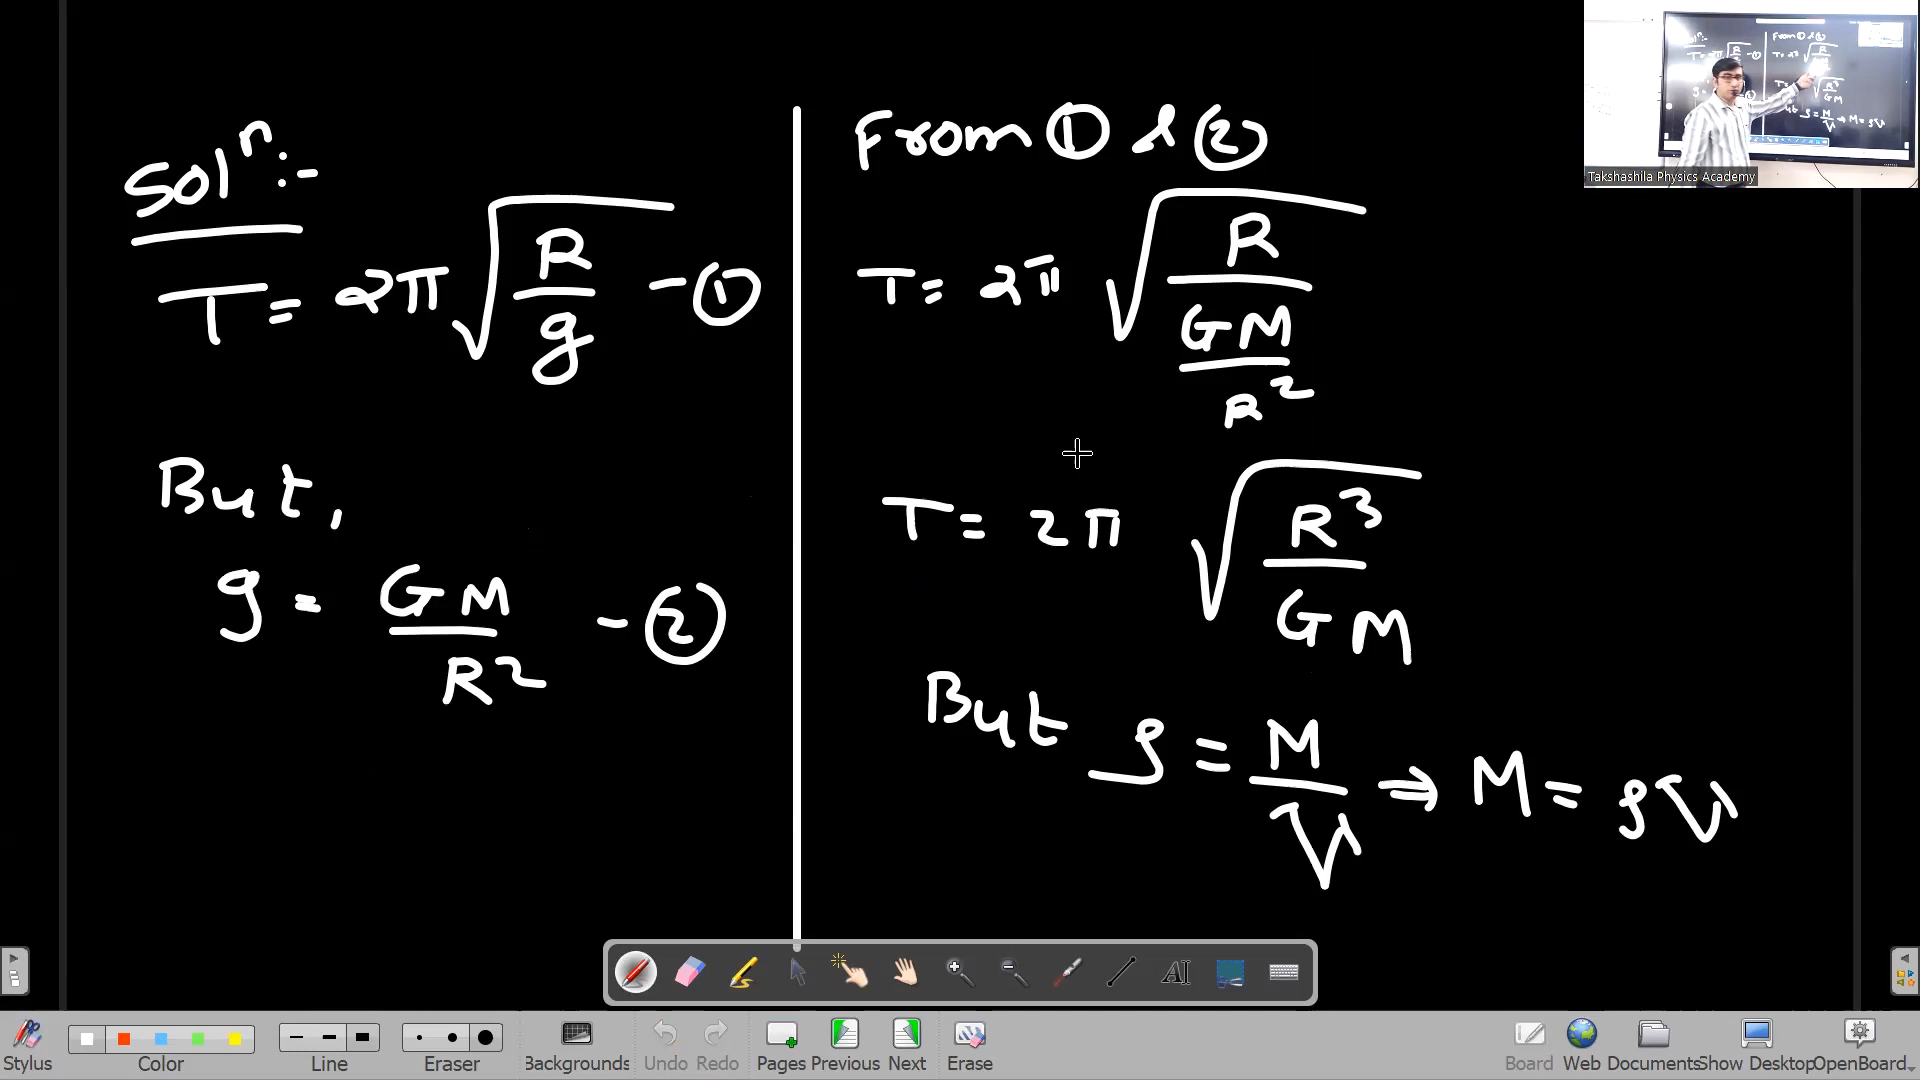 Solⁿ:-
T = 2π√(R/g) - ①
But,
g = GM/R² - ②
From ① & ②
T = 2π √(R/(GM/R²))
T = 2π √(R³/GM)
But ρ = M/V ⇒ M = ρV
Takshashila Physics Academy
Stylus
Color
Line
Eraser
Backgrounds
Undo
Redo
Pages
Previous
Next
Erase
Board
Web
Documents
Show Desktop
OpenBoard